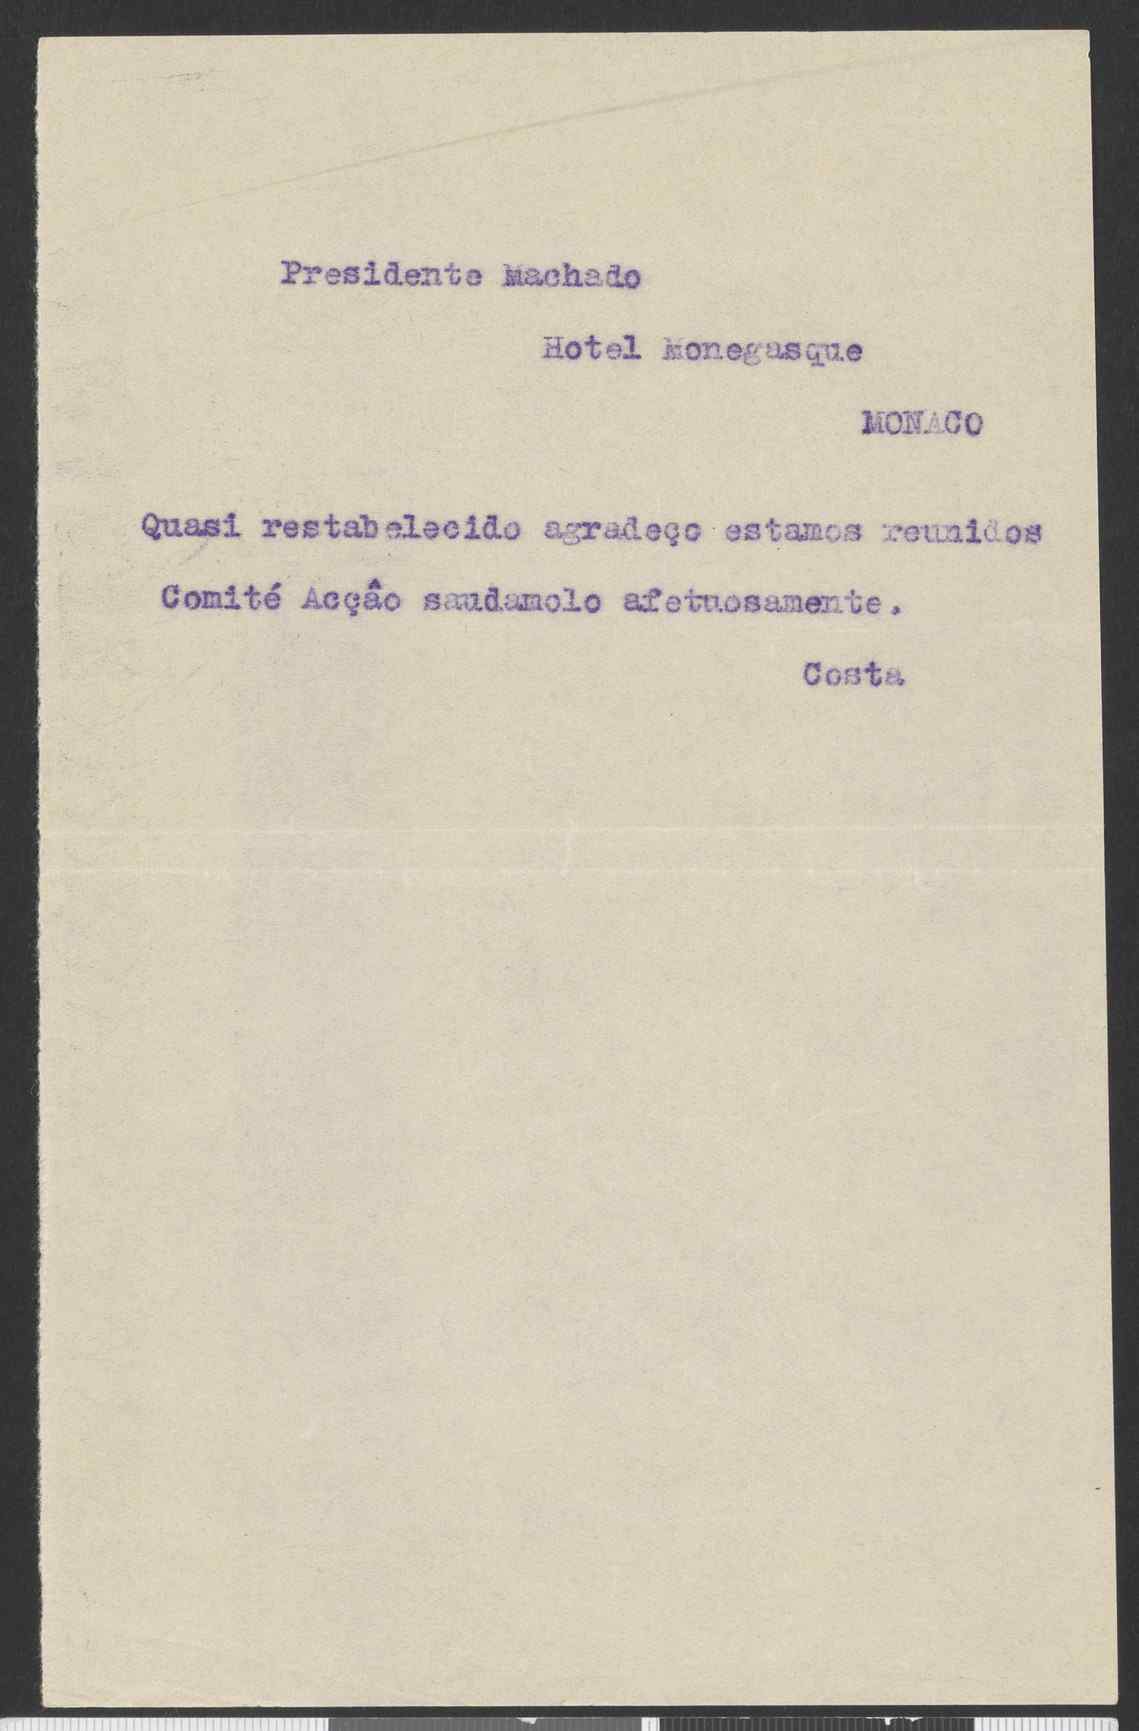 Presidente Machado
Hotel Monegasque
MONACO
Quasi restabelecido agradeço estamos reunidos
Comité Acçâo saudamolo afetuosamente.
Costa